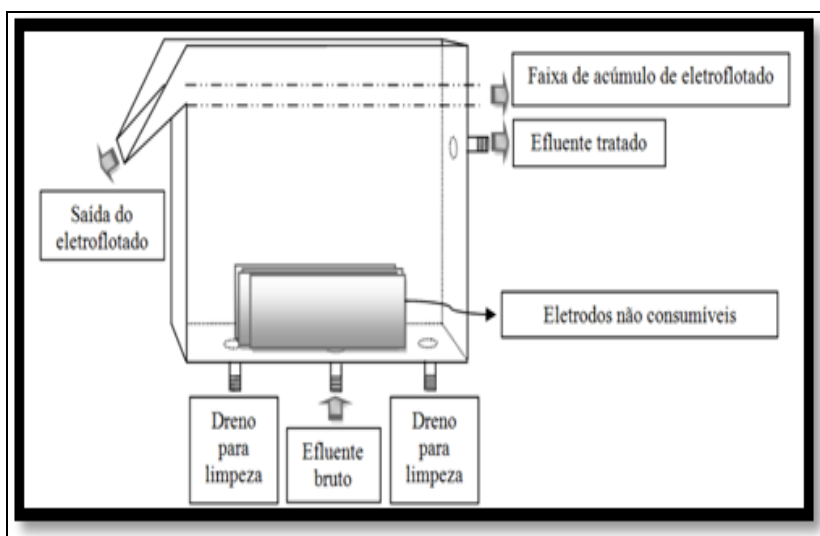 Faixa de acúmulo de eletroflotado
Efluente tratado
Saída do
eletroflotado
Eletrodos não consumíveis
Dreno
para
limpeza
Efluente
bruto
Dreno
para
limpeza